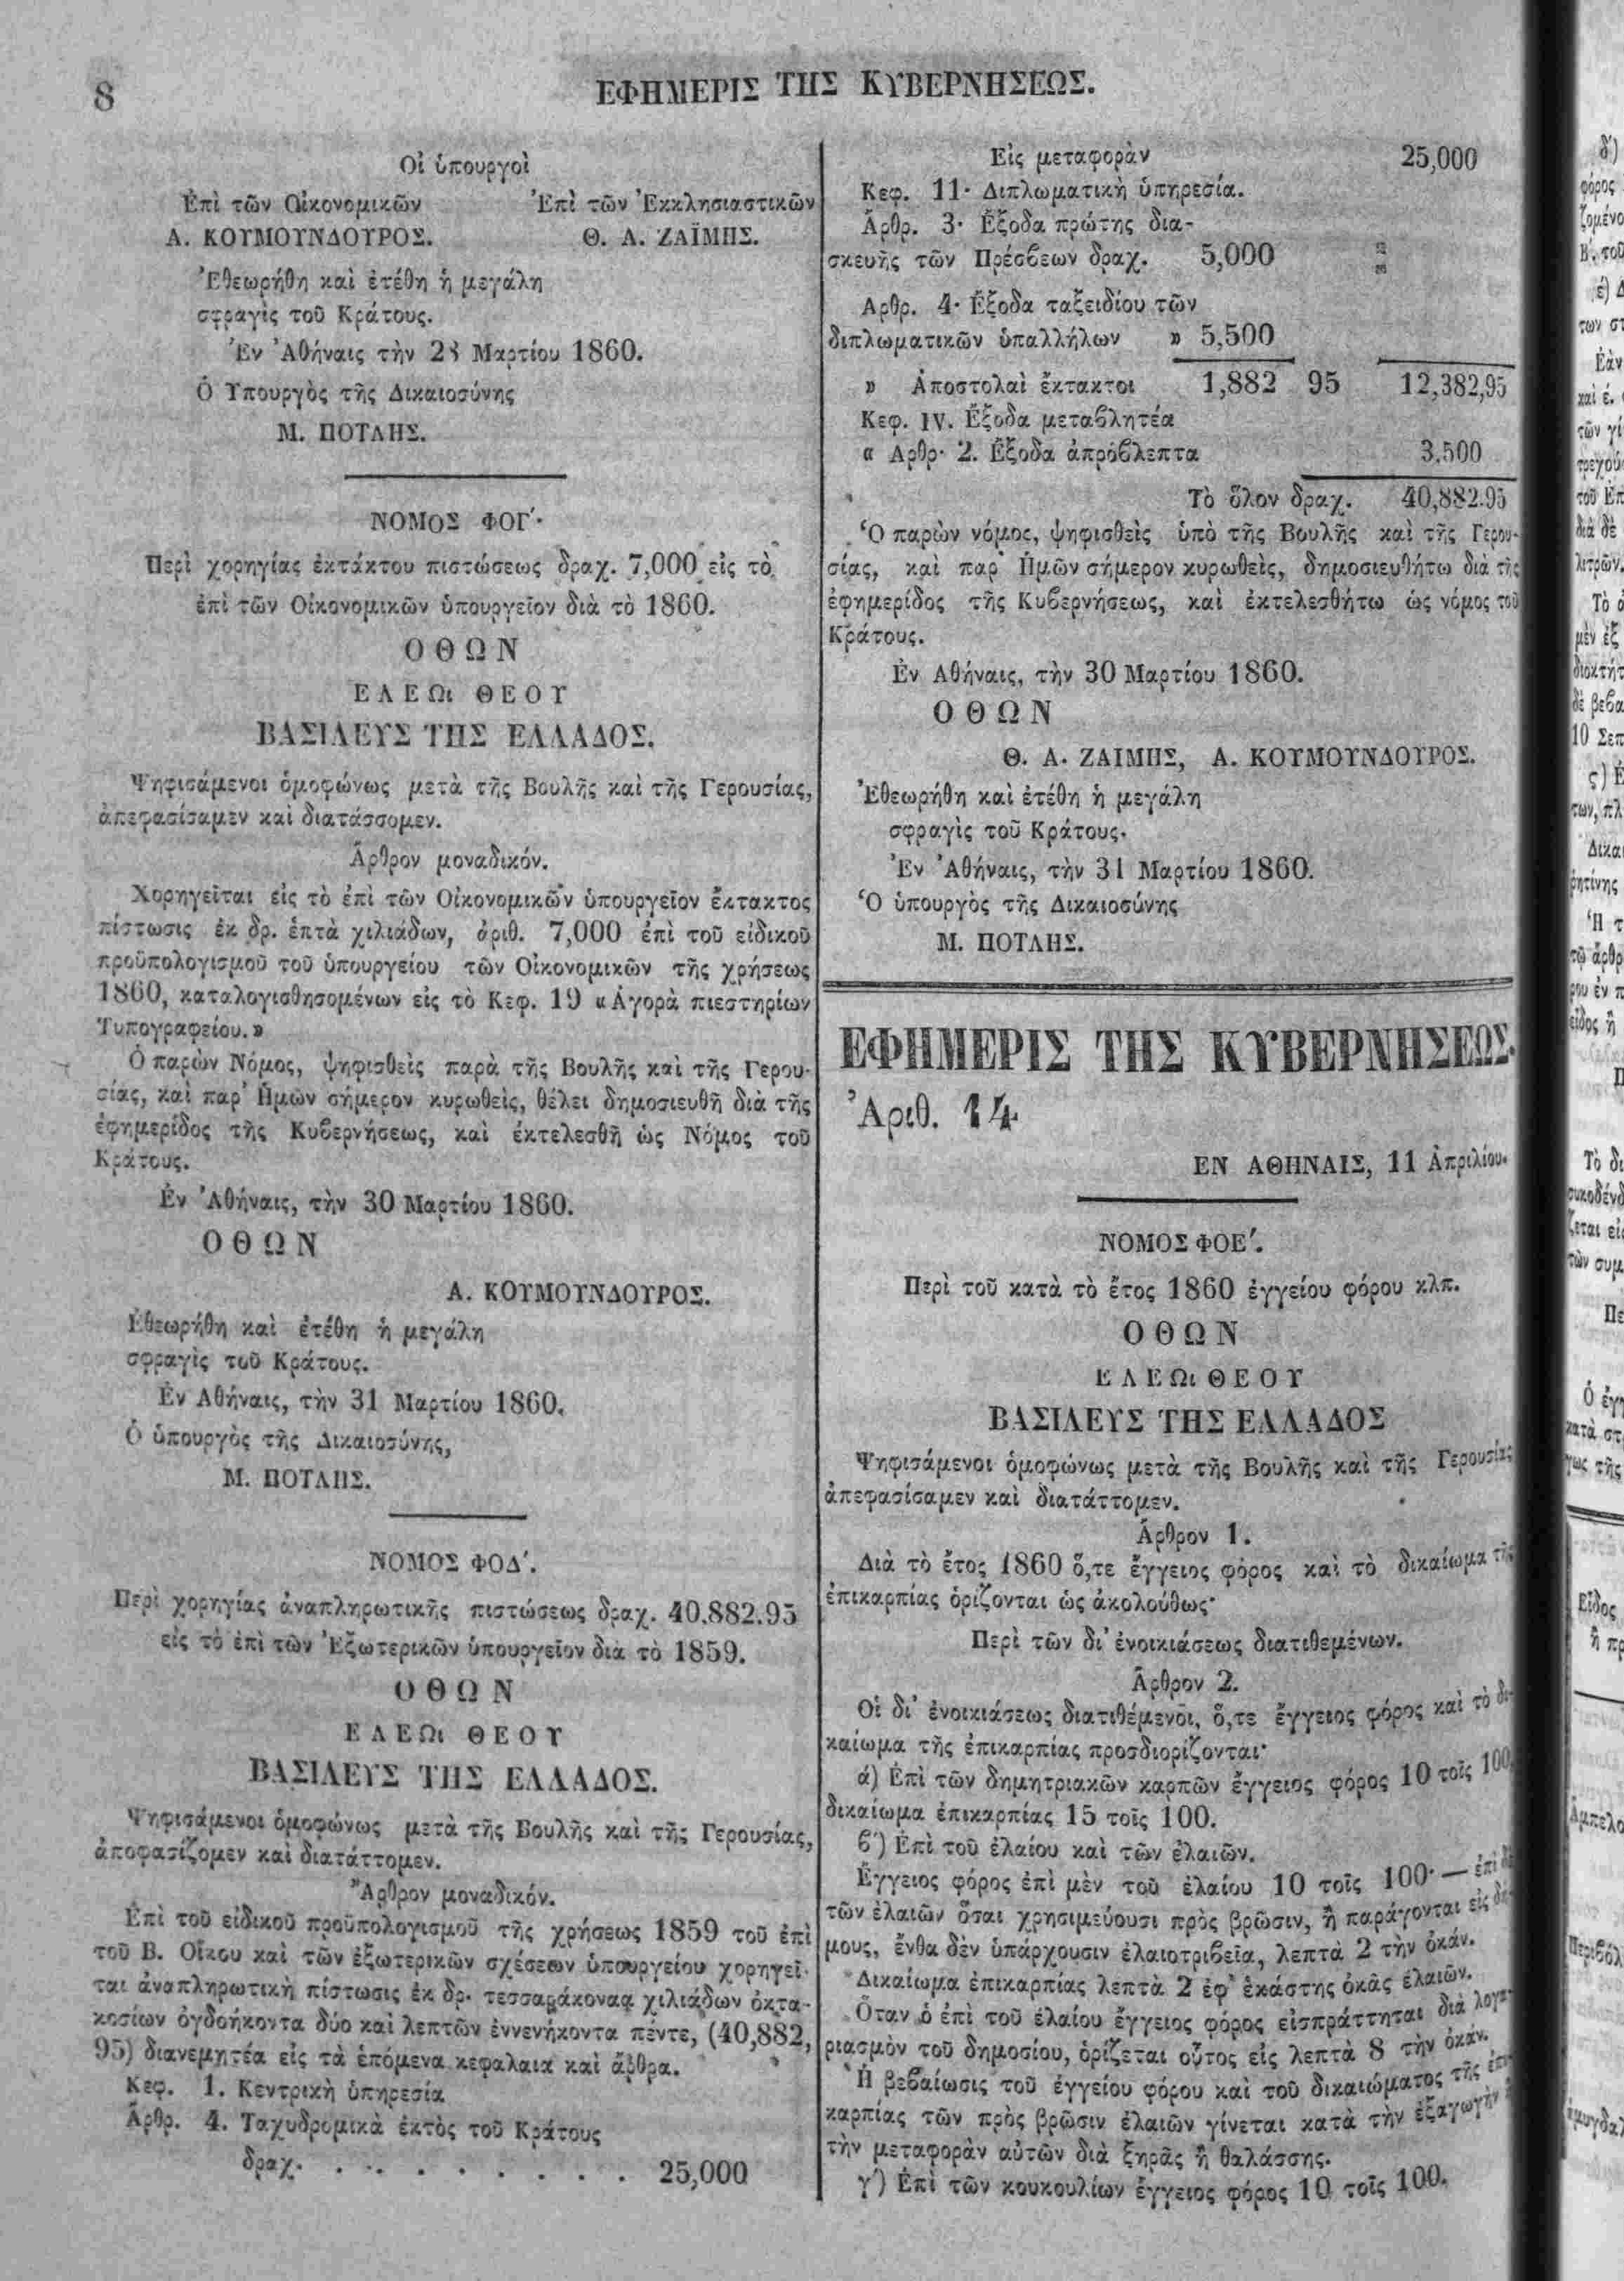 8
ΕΦΗΜΕΡΙΣ ΤΗΣ ΚΥΒΕΡΝΗΣΕΩΣ.
Οἱ ὑπουργοὶ
Ἐπὶ τῶν Οἰκονομικῶν Ἐπὶ τῶν Ἐκκλησιαστικῶν
Α. ΚΟΥΜΟΥΝΔΟΥΡΟΣ. Θ. Α. ΖΑΪΜΗΣ.
Ἐθεωρήθη καὶ ἐτέθη ἡ μεγάλη
σφραγὶς τοῦ Κράτους.
Ἐν Ἀθήναις τὴν 28 Μαρτίου 1860.
Ὁ Ὑπουργὸς τῆς Δικαιοσύνης
Μ. ΠΟΤΛΗΣ.
ΝΟΜΟΣ ΦΟΓʹ.
Περὶ χορηγίας ἐκτάκτου πιστώσεως δραχ. 7,000 εἰς τὸ
ἐπὶ τῶν Οἰκονομικῶν ὑπουργεῖον διὰ τὸ 1860.
ΟΘΩΝ
ΕΛΕΩι ΘΕΟΥ
ΒΑΣΙΛΕΥΣ ΤΗΣ ΕΛΛΑΔΟΣ.
Ψηφισάμενοι ὁμοφώνως μετὰ τῆς Βουλῆς καὶ τῆς Γερουσίας,
ἀπεφασίσαμεν καὶ διατάσσομεν.
Ἄρθρον μοναδικόν.
Χορηγεῖται εἰς τὸ ἐπὶ τῶν Οἰκονομικῶν ὑπουργεῖον ἔκτακτος
πίστωσις ἐκ δρ. ἑπτὰ χιλιάδων, ἀριθ. 7,000 ἐπὶ τοῦ εἰδικοῦ
προϋπολογισμοῦ τοῦ ὑπουργείου τῶν Οἰκονομικῶν τῆς χρήσεως
1860, καταλογισθησομένων εἰς τὸ Κεφ. 19 «Ἀγορὰ πιεστηρίων
Τυπογραφείου.»
Ὁ παρὼν Νόμος, ψηφισθεὶς παρὰ τῆς Βουλῆς καὶ τῆς Γερου-
σίας, καὶ παρ' Ἡμῶν σήμερον κυρωθεὶς, θέλει δημοσιευθῆ διὰ τῆς
ἐφημερίδος τῆς Κυβερνήσεως, καὶ ἐκτελεσθῆ ὡς Νόμος τοῦ
Κράτους.
Ἐν Ἀθήναις, τὴν 30 Μαρτίου 1860.
ΟΘΩΝ
Α. ΚΟΥΜΟΥΝΔΟΥΡΟΣ.
Ἐθεωρήθη καὶ ἐτέθη ἡ μεγάλη
σφραγὶς τοῦ Κράτους.
Ἐν Ἀθήναις, τὴν 31 Μαρτίου 1860.
Ὁ ὑπουργὸς τῆς Δικαιοσύνης,
Μ. ΠΟΤΛΗΣ.
ΝΟΜΟΣ ΦΟΔʹ.
Περὶ χορηγίας ἀναπληρωτικῆς πιστώσεως δραχ. 40,882.95
εἰς τὸ ἐπὶ τῶν Ἐξωτερικῶν ὑπουργεῖον διὰ τὸ 1859.
ΟΘΩΝ
ΕΛΕΩι ΘΕΟΥ
ΒΑΣΙΛΕΥΣ ΤΗΣ ΕΛΛΑΔΟΣ.
Ψηφισάμενοι ὁμοφώνως μετὰ τῆς Βουλῆς καὶ τῆς Γερουσίας,
ἀποφασίζομεν καὶ διατάττομεν.
Ἄρθρον μοναδικόν.
Ἐπὶ τοῦ εἰδικοῦ προϋπολογισμοῦ τῆς χρήσεως 1859 τοῦ ἐπὶ
τοῦ Β. Οἴκου καὶ τῶν ἐξωτερικῶν σχέσεων ὑπουργείου χορηγεῖ-
ται ἀναπληρωτικὴ πίστωσις ἐκ δρ. τεσσαράκοναα χιλιάδων ὀκτα-
κοσίων ὀγδοήκοντα δύο καὶ λεπτῶν ἐννενήκοντα πέντε, (40,882,
95) διανεμητέα εἰς τὰ ἑπόμενα κεφάλαια καὶ ἄρθρα.
Κεφ. 1. Κεντρικὴ ὑπηρεσία
Ἄρθρ. 4. Ταχυδρομικὰ ἐκτὸς τοῦ Κράτους
δραχ. . . . . . . . . 25,000
Εἰς μεταφορὰν 25,000
Κεφ. 11. Διπλωματικὴ ὑπηρεσία.
Ἄρθρ. 3. Ἔξοδα πρώτης δια-
σκευῆς τῶν Πρέσβεων δραχ. 5,000
Ἄρθρ. 4. Ἔξοδα ταξειδίου τῶν
διπλωματικῶν ὑπαλλήλων » 5,500
» Ἀποστολαὶ ἔκτακτοι 1,882 95 12,382,95
Κεφ. IV. Ἔξοδα μεταβλητέα
« Ἄρθρ. 2. Ἔξοδα ἀπρόβλεπτα 3,500
Τὸ ὅλον δραχ. 40,882.95
Ὁ παρὼν νόμος, ψηφισθεὶς ὑπὸ τῆς Βουλῆς καὶ τῆς Γερου-
σίας, καὶ παρ' Ἡμῶν σήμερον κυρωθεὶς, δημοσιευθήτω διὰ τῆς
ἐφημερίδος τῆς Κυβερνήσεως, καὶ ἐκτελεσθήτω ὡς νόμος τοῦ
Κράτους.
Ἐν Ἀθήναις, τὴν 30 Μαρτίου 1860.
ΟΘΩΝ
Θ. Α. ΖΑΙΜΗΣ, Α. ΚΟΥΜΟΥΝΔΟΥΡΟΣ.
Ἐθεωρήθη καὶ ἐτέθη ἡ μεγάλη
σφραγὶς τοῦ Κράτους.
Ἐν Ἀθήναις, τὴν 31 Μαρτίου 1860.
Ὁ ὑπουργὸς τῆς Δικαιοσύνης
Μ. ΠΟΤΛΗΣ.
ΕΦΗΜΕΡΙΣ ΤΗΣ ΚΥΒΕΡΝΗΣΕΩΣ.
Ἀριθ. 14
ΕΝ ΑΘΗΝΑΙΣ, 11 Ἀπριλίου.
ΝΟΜΟΣ ΦΟΕʹ.
Περὶ τοῦ κατὰ τὸ ἔτος 1860 ἐγγείου φόρου κλπ.
ΟΘΩΝ
ΕΛΕΩι ΘΕΟΥ
ΒΑΣΙΛΕΥΣ ΤΗΣ ΕΛΛΑΔΟΣ
Ψηφισάμενοι ὁμοφώνως μετὰ τῆς Βουλῆς καὶ τῆς Γερουσίας
ἀπεφασίσαμεν καὶ διατάττομεν.
Ἄρθρον 1.
Διὰ τὸ ἔτος 1860 ὅ,τε ἔγγειος φόρος καὶ τὸ δικαίωμα τῆς
ἐπικαρπίας ὁρίζονται ὡς ἀκολούθως·
Περὶ τῶν δι' ἐνοικιάσεως διατιθεμένων.
Ἄρθρον 2.
Οἱ δι' ἐνοικιάσεως διατιθέμενοι, ὅ,τε ἔγγειος φόρος καὶ τὸ δι-
καίωμα τῆς ἐπικαρπίας προσδιορίζονται·
ά) Ἐπὶ τῶν δημητριακῶν καρπῶν ἔγγειος φόρος 10 τοῖς 100,
δικαίωμα ἐπικαρπίας 15 τοῖς 100.
β΄) Ἐπὶ τοῦ ἐλαίου καὶ τῶν ἐλαιῶν.
Ἔγγειος φόρος ἐπὶ μὲν τοῦ ἐλαίου 10 τοῖς 100·— ἐπὶ δὲ
τῶν ἐλαιῶν ὅσαι χρησιμεύουσι πρὸς βρῶσιν, ἢ παράγονται εἰς δή-
μους, ἔνθα δὲν ὑπάρχουσιν ἐλαιοτριβεῖα, λεπτὰ 2 τὴν ὀκάν.
Δικαίωμα ἐπικαρπίας λεπτὰ 2 ἐφ' ἑκάστης ὀκᾶς ἐλαιῶν.
Ὅταν ὁ ἐπὶ τοῦ ἐλαίου ἔγγειος φόρος εἰσπράττηται διὰ λογα-
ριασμὸν τοῦ δημοσίου, ὁρίζεται οὗτος εἰς λεπτὰ 8 τὴν ὀκάν.
Ἡ βεβαίωσις τοῦ ἐγγείου φόρου καὶ τοῦ δικαιώματος τῆς ἐπι-
καρπίας τῶν πρὸς βρῶσιν ἐλαιῶν γίνεται κατὰ τὴν ἐξαγωγὴν
τὴν μεταφορὰν αὐτῶν διὰ ξηρᾶς ἢ θαλάσσης.
γ΄) Ἐπὶ τῶν κουκουλίων ἔγγειος φόρος 10 τοῖς 100.